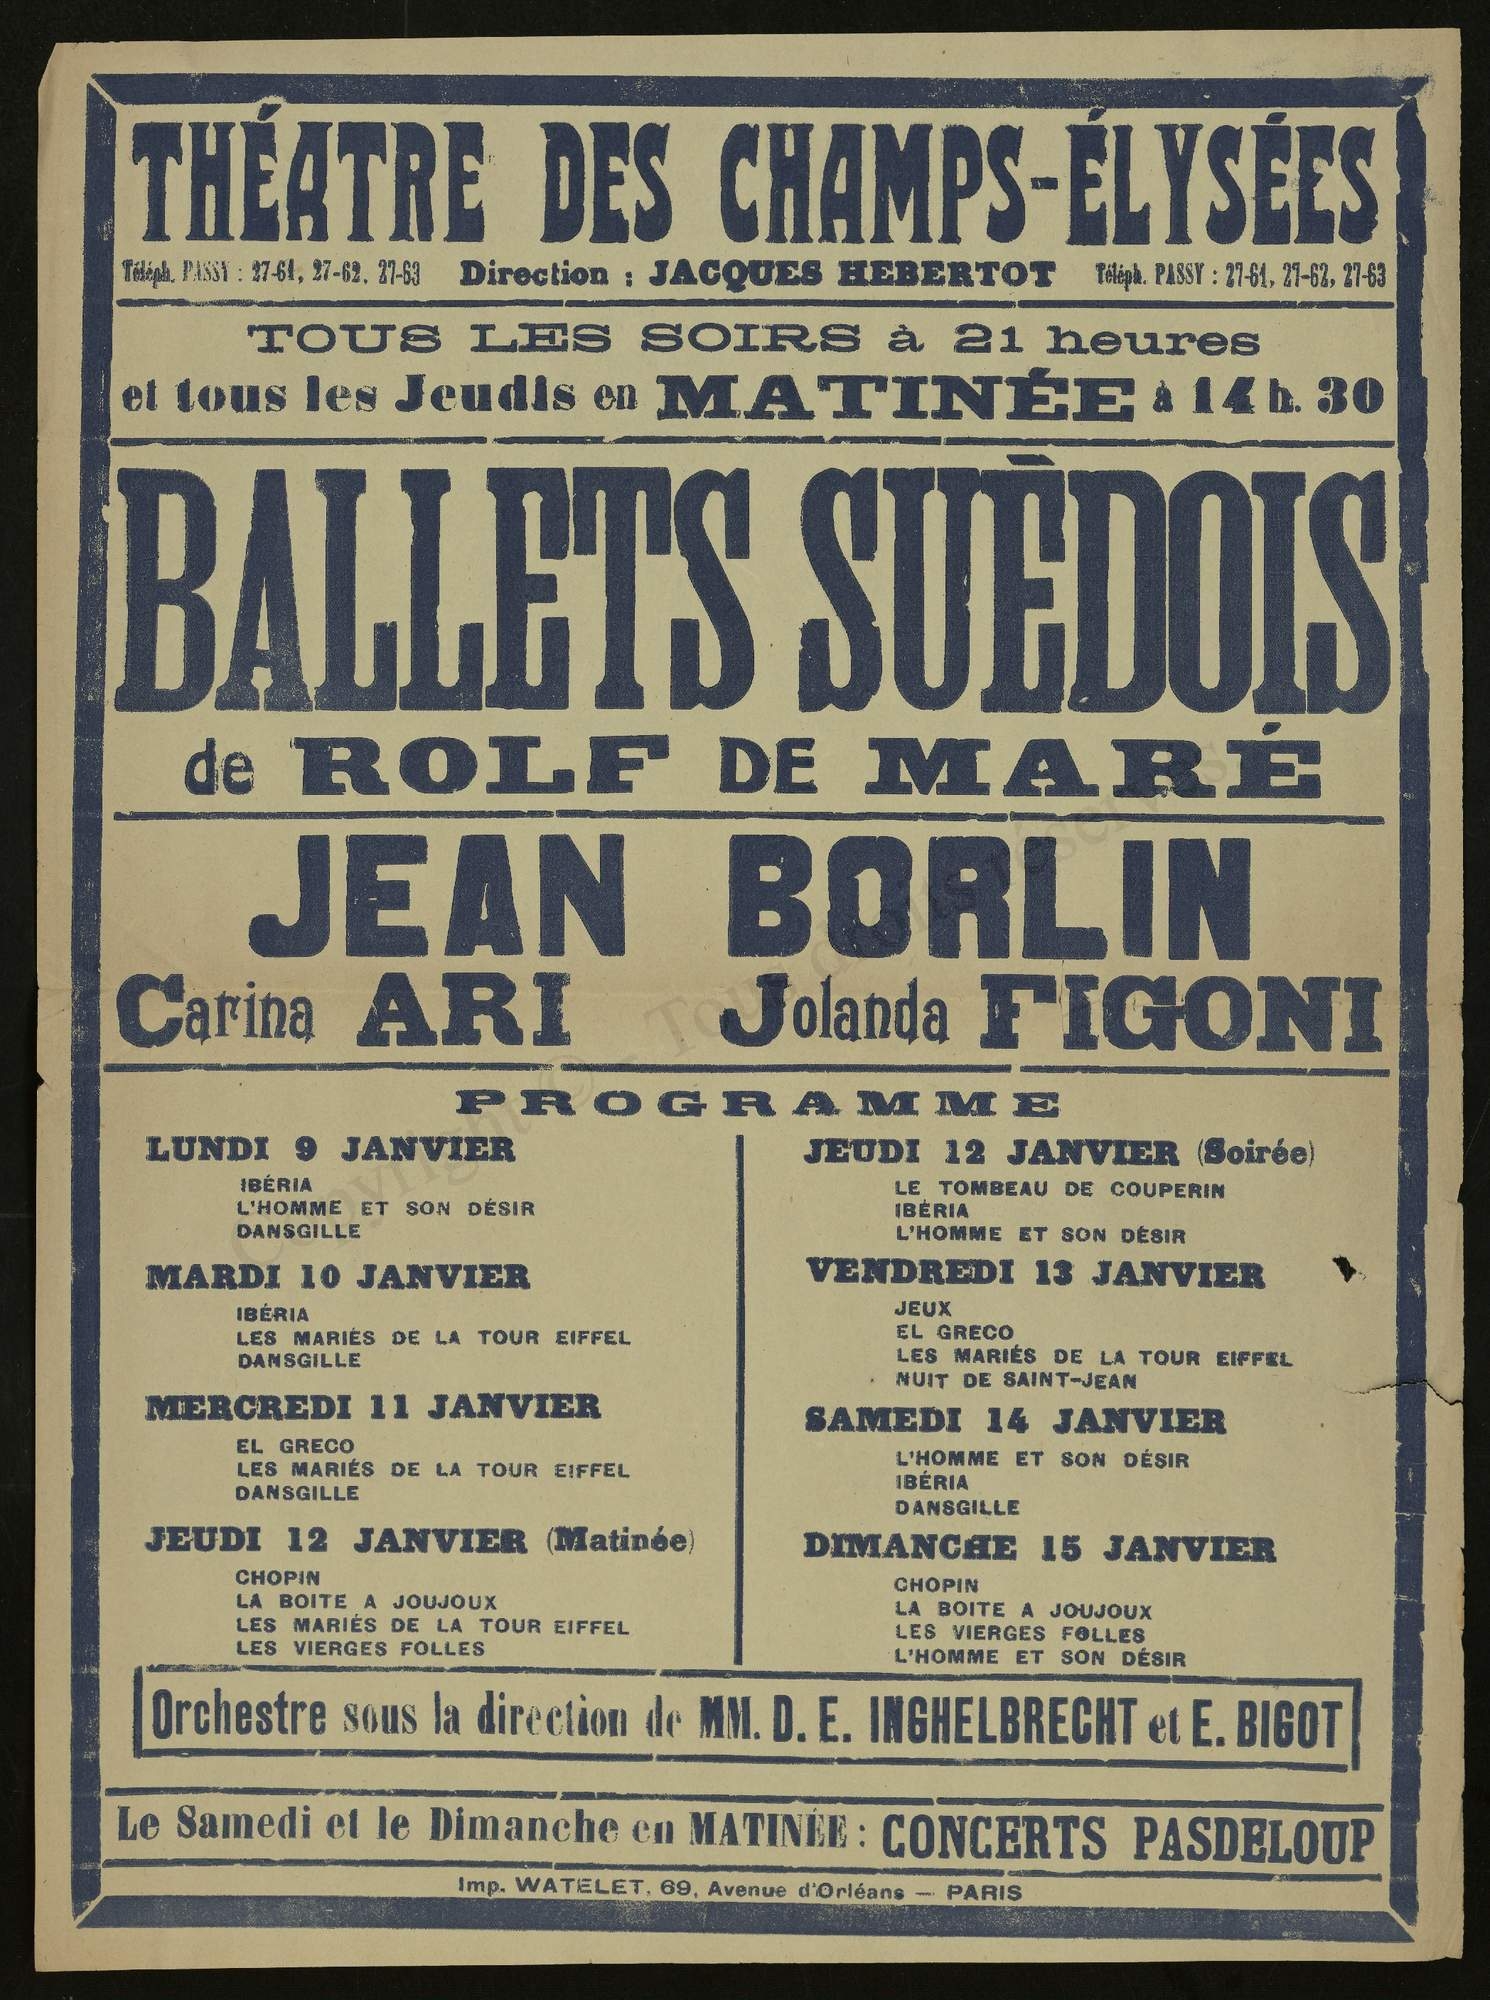 THÉATRE DES CHAMPS-ÉLYSÉES
Téléph. PASSY : 27-61, 27-62, 27-63 Direction : JACQUES HEBERTOT Téléph. PASSY : 27-61, 27-62, 27-63
TOUS LES SOIRS à 21 heures
et tous les Jeudis en MATINÉE à 14 h. 30
BALLETS SUÉDOIS
de ROLF DE MARÉ
JEAN BORLIN
Carina ARI Jolanda FIGONI
PROGRAMME
LUNDI 9 JANVIER
IBÉRIA
L'HOMME ET SON DÉSIR
DANSGILLE
MARDI 10 JANVIER
IBÉRIA
LES MARIÉS DE LA TOUR EIFFEL
DANSGILLE
MERCREDI 11 JANVIER
EL GRECO
LES MARIÉS DE LA TOUR EIFFEL
DANSGILLE
JEUDI 12 JANVIER (Matinée)
CHOPIN
LA BOITE A JOUJOUX
LES MARIÉS DE LA TOUR EIFFEL
LES VIERGES FOLLES
JEUDI 12 JANVIER (Soirée)
LE TOMBEAU DE COUPERIN
IBÉRIA
L'HOMME ET SON DÉSIR
VENDREDI 13 JANVIER
JEUX
EL GRECO
LES MARIÉS DE LA TOUR EIFFEL
NUIT DE SAINT-JEAN
SAMEDI 14 JANVIER
L'HOMME ET SON DÉSIR
IBÉRIA
DANSGILLE
DIMANCHE 15 JANVIER
CHOPIN
LA BOITE A JOUJOUX
LES VIERGES FOLLES
L'HOMME ET SON DÉSIR
Orchestre sous la direction de MM. D. E. INGHELBRECHT et E. BIGOT
Le Samedi et le Dimanche en MATINÉE : CONCERTS PASDELOUP
Imp. WATELET, 69, Avenue d'Orléans — PARIS
Copyright © - Tous droits réservés.